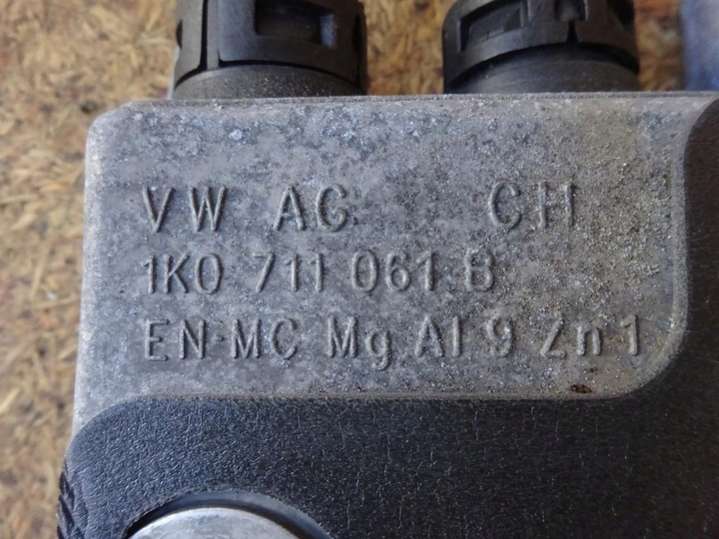 VW AG CH
1K0 711 061 B
EN-MC Mg Al 9 Zn 1